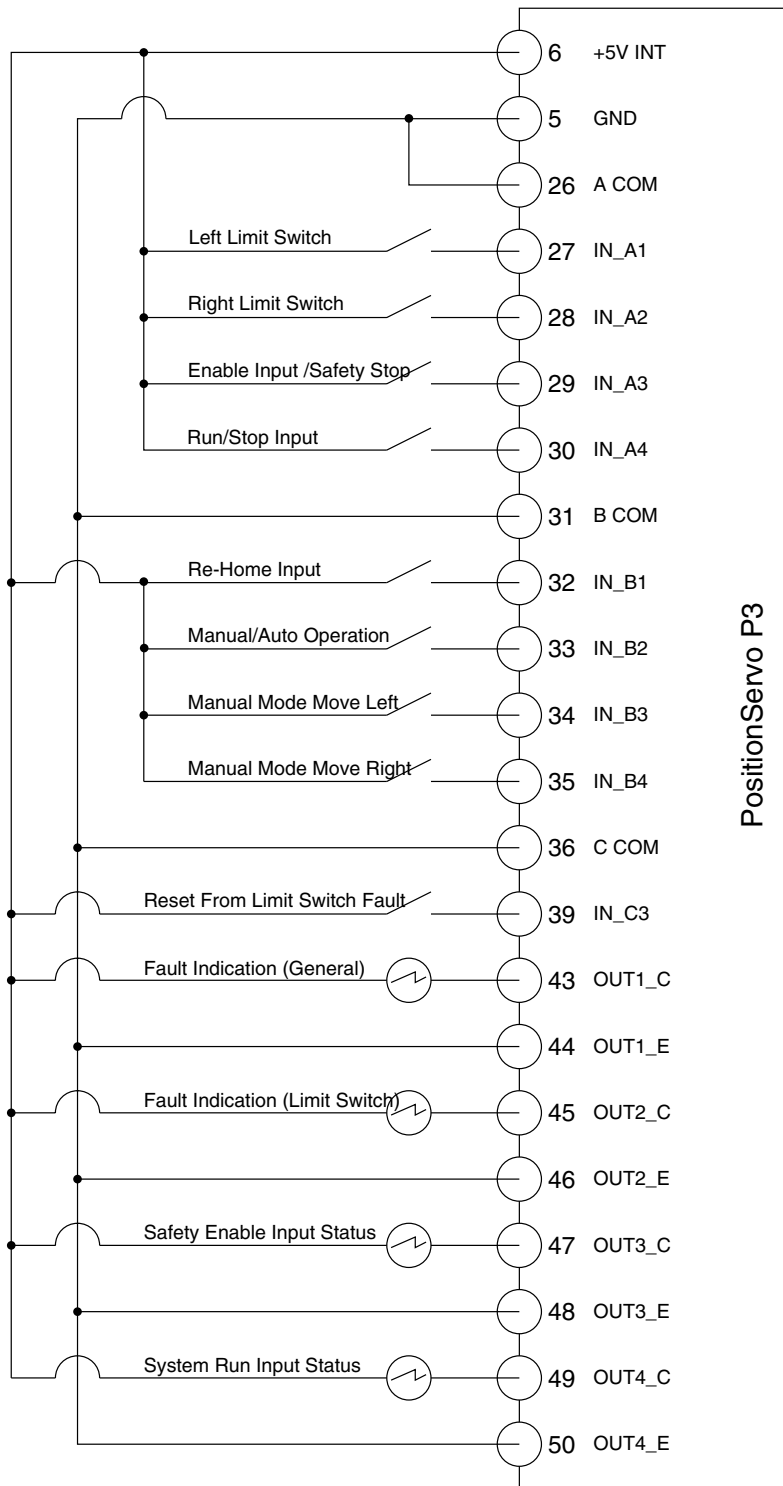 6 +5V INT
5 GND
26 A COM
Left Limit Switch 27 IN_A1
Right Limit Switch 28 IN_A2
Enable Input /Safety Stop 29 IN_A3
Run/Stop Input 30 IN_A4
31 B COM
Re-Home Input 32 IN_B1
Manual/Auto Operation 33 IN_B2
Manual Mode Move Left 34 IN_B3
Manual Mode Move Right 35 IN_B4
36 C COM
Reset From Limit Switch Fault 39 IN_C3
Fault Indication (General) 43 OUT1_C
44 OUT1_E
Fault Indication (Limit Switch) 45 OUT2_C
46 OUT2_E
Safety Enable Input Status 47 OUT3_C
48 OUT3_E
System Run Input Status 49 OUT4_C
50 OUT4_E
PositionServo P3